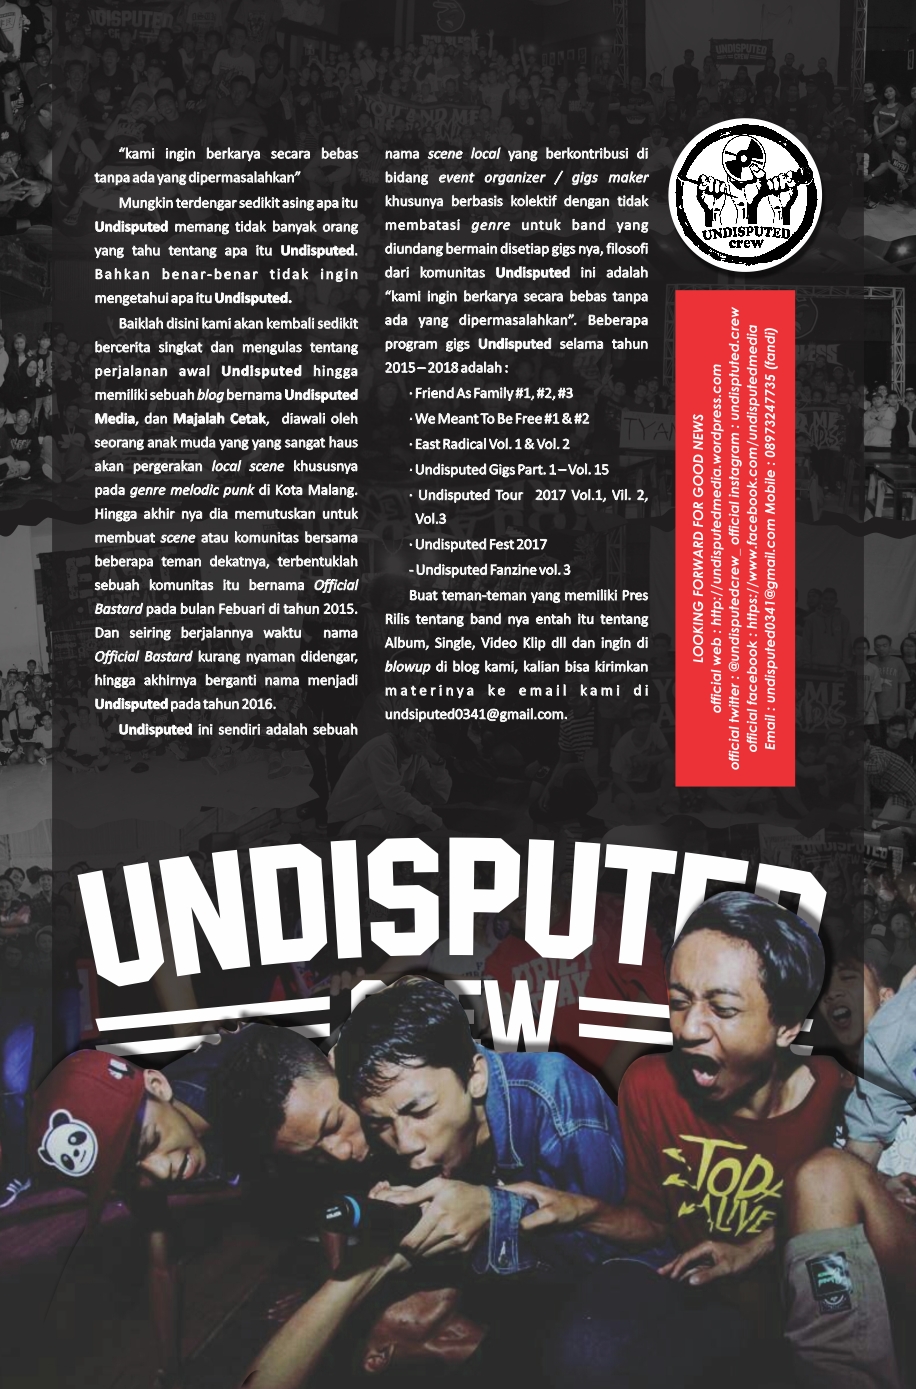 “kami ingin berkarya secara bebas
tanpa ada yang dipermasalahkan”
Mungkin terdengar sedikit asing apa itu
Undisputed memang tidak banyak orang
yang tahu tentang apa itu Undisputed.
Bahkan benar-benar tidak ingin
mengetahui apa itu Undisputed.
Baiklah disini kami akan kembali sedikit
bercerita singkat dan mengulas tentang
perjalanan awal Undisputed hingga
memiliki sebuah blog bernama Undisputed
Media, dan Majalah Cetak, diawali oleh
seorang anak muda yang yang sangat haus
akan pergerakan local scene khususnya
pada genre melodic punk di Kota Malang.
Hingga akhir nya dia memutuskan untuk
membuat scene atau komunitas bersama
beberapa teman dekatnya, terbentuklah
sebuah komunitas itu bernama Official
Bastard pada bulan Febuari di tahun 2015.
Dan seiring berjalannya waktu nama
Official Bastard kurang nyaman didengar,
hingga akhirnya berganti nama menjadi
Undisputed pada tahun 2016.
Undisputed ini sendiri adalah sebuah
nama scene local yang berkontribusi di
bidang event organizer / gigs maker
khusunya berbasis kolektif dengan tidak
membatasi genre untuk band yang
diundang bermain disetiap gigs nya, filosofi
dari komunitas Undisputed ini adalah
“kami ingin berkarya secara bebas tanpa
ada yang dipermasalahkan”. Beberapa
program gigs Undisputed selama tahun
2015 – 2018 adalah :
· Friend As Family #1, #2, #3
· We Meant To Be Free #1 & #2
· East Radical Vol. 1 & Vol. 2
· Undisputed Gigs Part. 1 – Vol. 15
· Undisputed Tour 2017 Vol.1, Vil. 2,
Vol.3
· Undisputed Fest 2017
- Undisputed Fanzine vol. 3
Buat teman-teman yang memiliki Pres
Rilis tentang band nya entah itu tentang
Album, Single, Video Klip dll dan ingin di
blowup di blog kami, kalian bisa kirimkan
materinya ke email kami di
undsiputed0341@gmail.com.
UNDISPUTED
crew
LOOKING FORWARD FOR GOOD NEWS
official web : http://undisputedmedia.wordpress.com
official twitter : @undisputedcrew_ official instagram : undistputed.crew
official facebook : https://www.facebook.com/undisputedmedia
Email : undisputed0341@gmail.com Mobile : 08973247735 (fandi)
UNDISPUTED
CREW
TOP
ALIVE